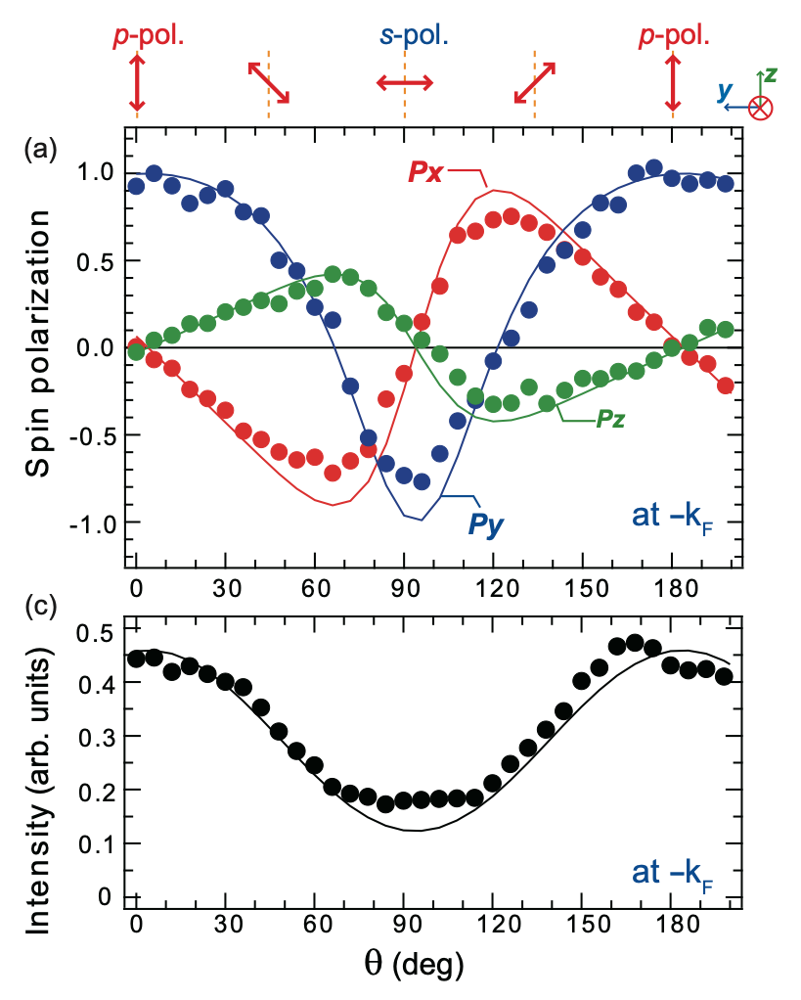 p-pol. s-pol. p-pol.
z
y
(a)
Px
1.0
0.5
0.0
-0.5
-1.0
Spin polarization
Pz
Py
at –kF
0 30 60 90 120 150 180
(c)
0.5
0.4
0.3
0.2
0.1
0
Intensity (arb. units)
at –kF
0 30 60 90 120 150 180
θ (deg)